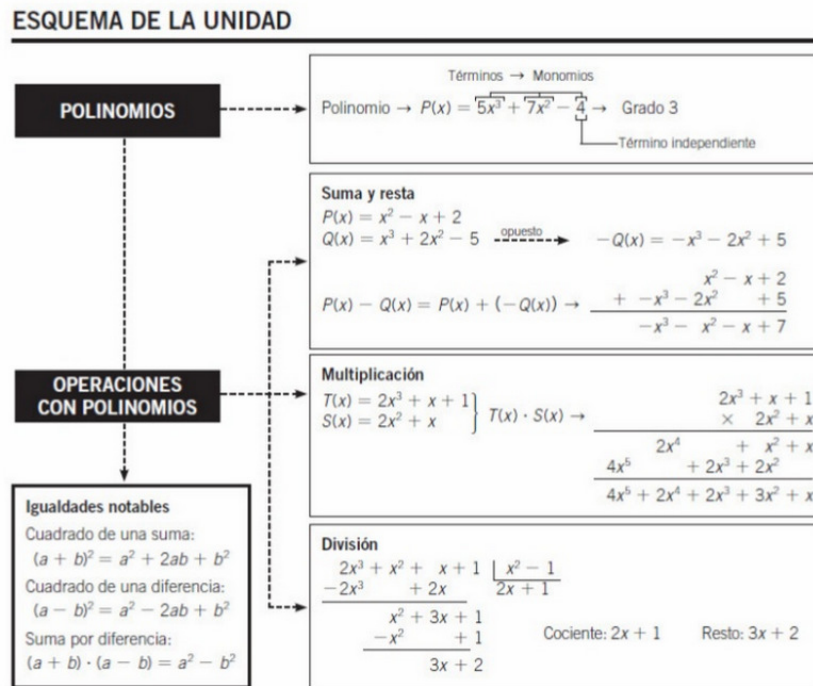 ESQUEMA DE LA UNIDAD
POLINOMIOS
Términos → Monomios
Polinomio → P(x) = 5x³ + 7x² − 4 → Grado 3
Término independiente
OPERACIONES
CON POLINOMIOS
Suma y resta
P(x) = x² − x + 2
Q(x) = x³ + 2x² − 5 opuesto −Q(x) = −x³ − 2x² + 5
x² − x + 2
P(x) − Q(x) = P(x) + (−Q(x)) → + −x³ − 2x² + 5
−x³ − x² − x + 7
Multiplicación
T(x) = 2x³ + x + 1
S(x) = 2x² + x
} T(x) · S(x) →
2x³ + x + 1
× 2x² + x
2x⁴ + x² + x
4x⁵ + 2x³ + 2x²
4x⁵ + 2x⁴ + 2x³ + 3x² + x
División
2x³ + x² + x + 1 | x² − 1
−2x³ + 2x 2x + 1
x² + 3x + 1
−x² + 1 Cociente: 2x + 1 Resto: 3x + 2
3x + 2
Igualdades notables
Cuadrado de una suma:
(a + b)² = a² + 2ab + b²
Cuadrado de una diferencia:
(a − b)² = a² − 2ab + b²
Suma por diferencia:
(a + b) · (a − b) = a² − b²